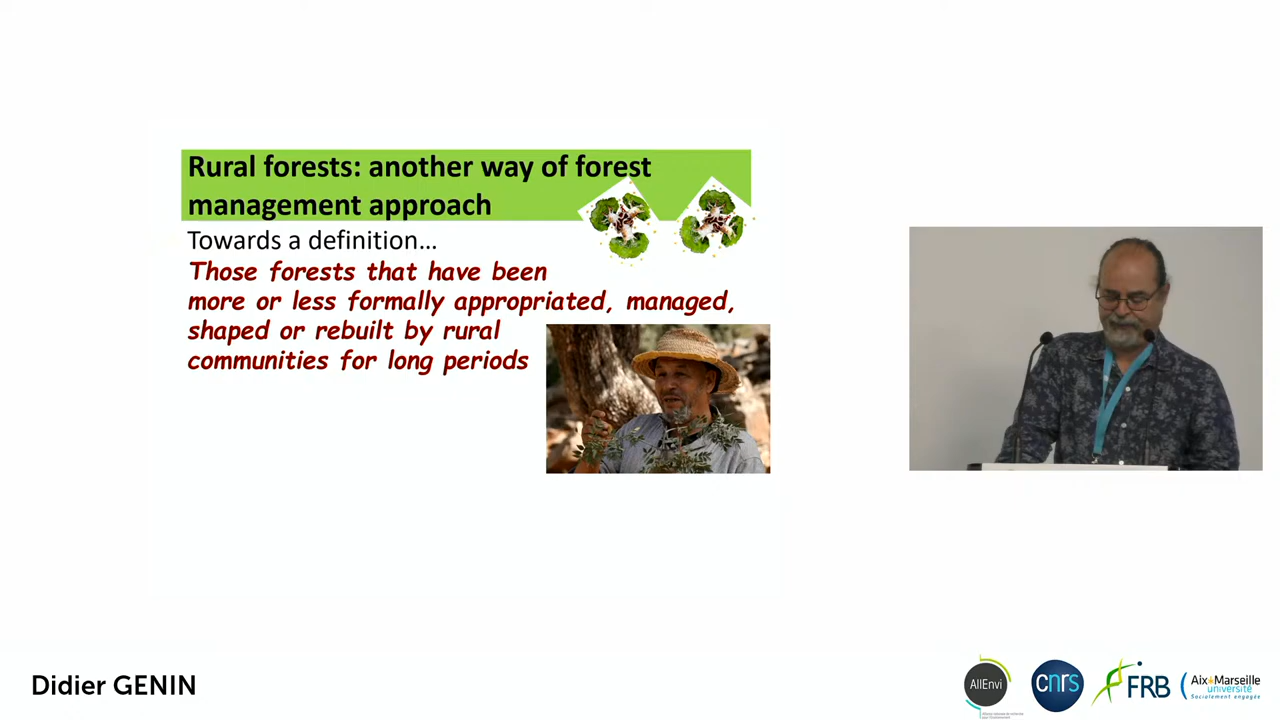 Rural forests: another way of forest
management approach
Towards a definition…
Those forests that have been
more or less formally appropriated, managed,
shaped or rebuilt by rural
communities for long periods
Didier GENIN
AllEnvi
cnrs
FRB
Aix Marseille
université
Socialement engagée